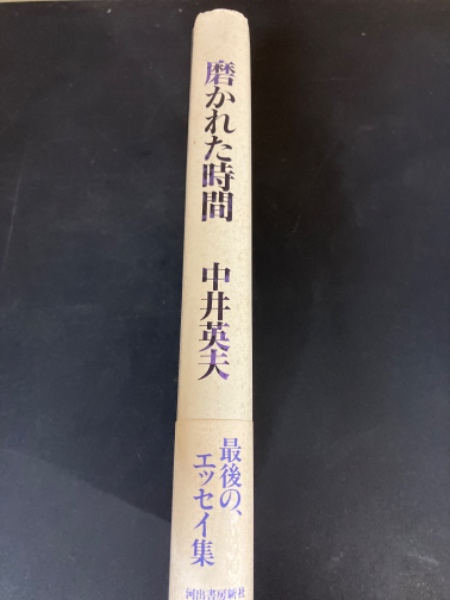 磨かれた時間
中井英夫
最後の、
エッセイ集
河出書房新社